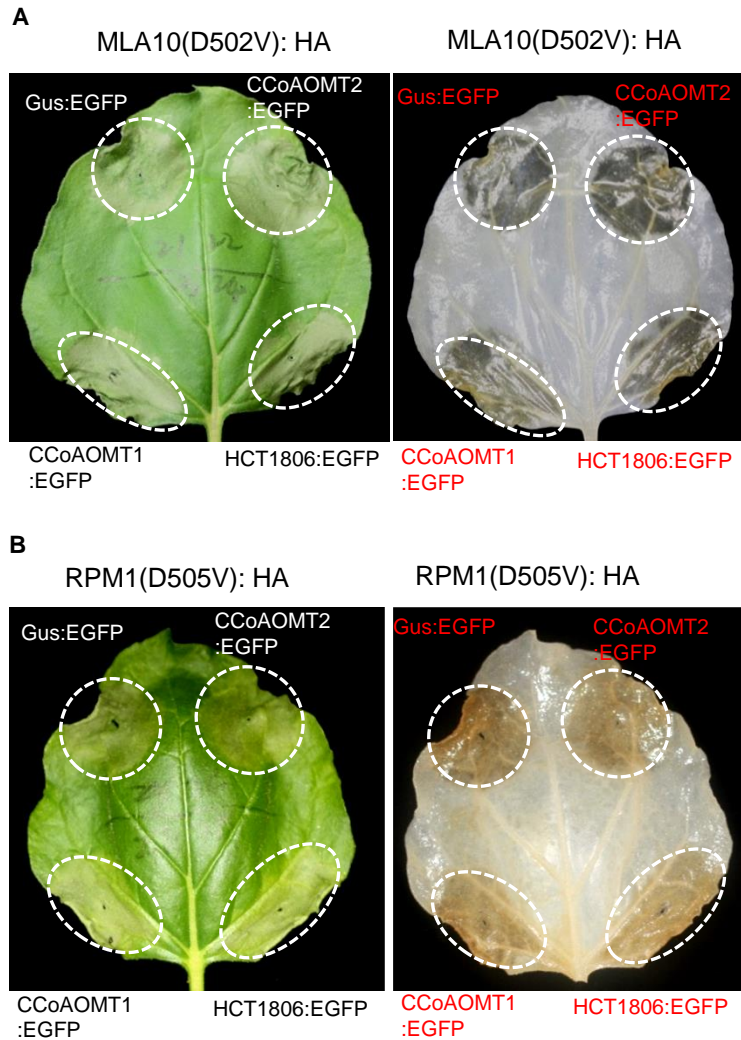 A
MLA10(D502V): HA
MLA10(D502V): HA
Gus:EGFP
CCoAOMT2
:EGFP
Gus:EGFP
CCoAOMT2
:EGFP
CCoAOMT1
:EGFP
HCT1806:EGFP
CCoAOMT1
:EGFP
HCT1806:EGFP
B
RPM1(D505V): HA
RPM1(D505V): HA
Gus:EGFP
CCoAOMT2
:EGFP
Gus:EGFP
CCoAOMT2
:EGFP
CCoAOMT1
:EGFP
HCT1806:EGFP
CCoAOMT1
:EGFP
HCT1806:EGFP